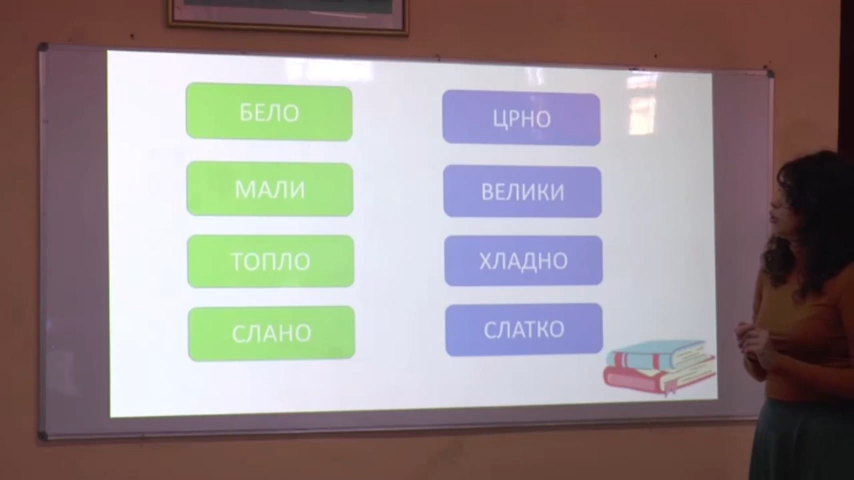 БЕЛО ЦРНО
МАЛИ ВЕЛИКИ
ТОПЛО ХЛАДНО
СЛАНО СЛАТКО